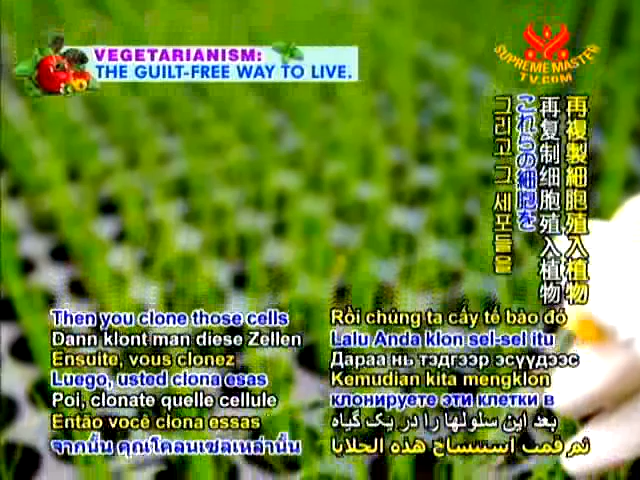 VEGETARIANISM:
THE GUILT-FREE WAY TO LIVE.
SUPREME MASTER
TV.COM
再複製細胞殖入植物
再复制细胞殖入植物
これらの細胞を
그리고 그 세포들을
Then you clone those cells
Dann klont man diese Zellen
Ensuite, vous clonez
Luego, usted clona esas
Poi, clonate quelle cellule
Então você clona essas
จากนั้น คุณโคลนเซลเหล่านั้น
Rồi chúng ta cấy tế bào đó
Lalu Anda klon sel-sel itu
Дараа нь тэдгээр эсүүдээс
Kemudian kita mengklon
клонируете эти клетки в
بعد این سلولها را در یک گیاه
ثم قمت استنساخ هذه الخلايا